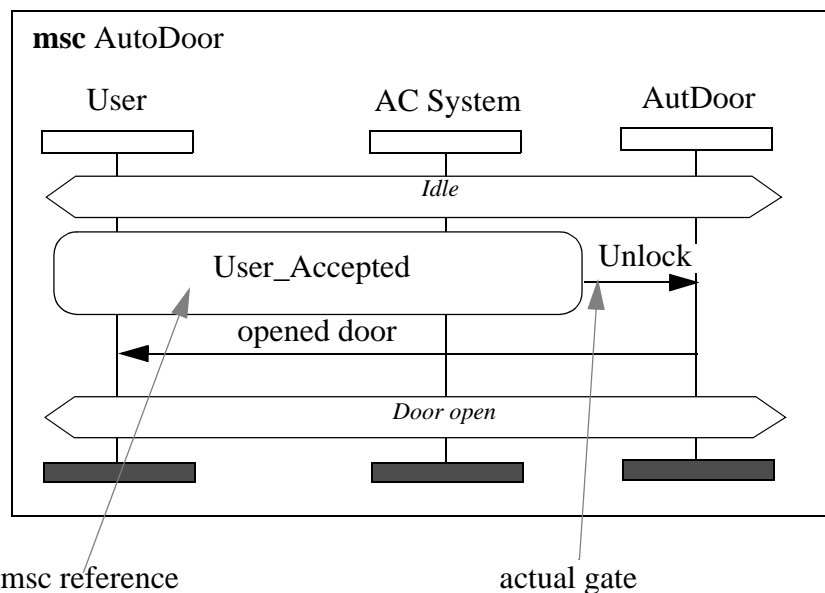 msc AutoDoor
User AC System AutDoor
Idle
User_Accepted
Unlock
opened door
Door open
msc reference actual gate